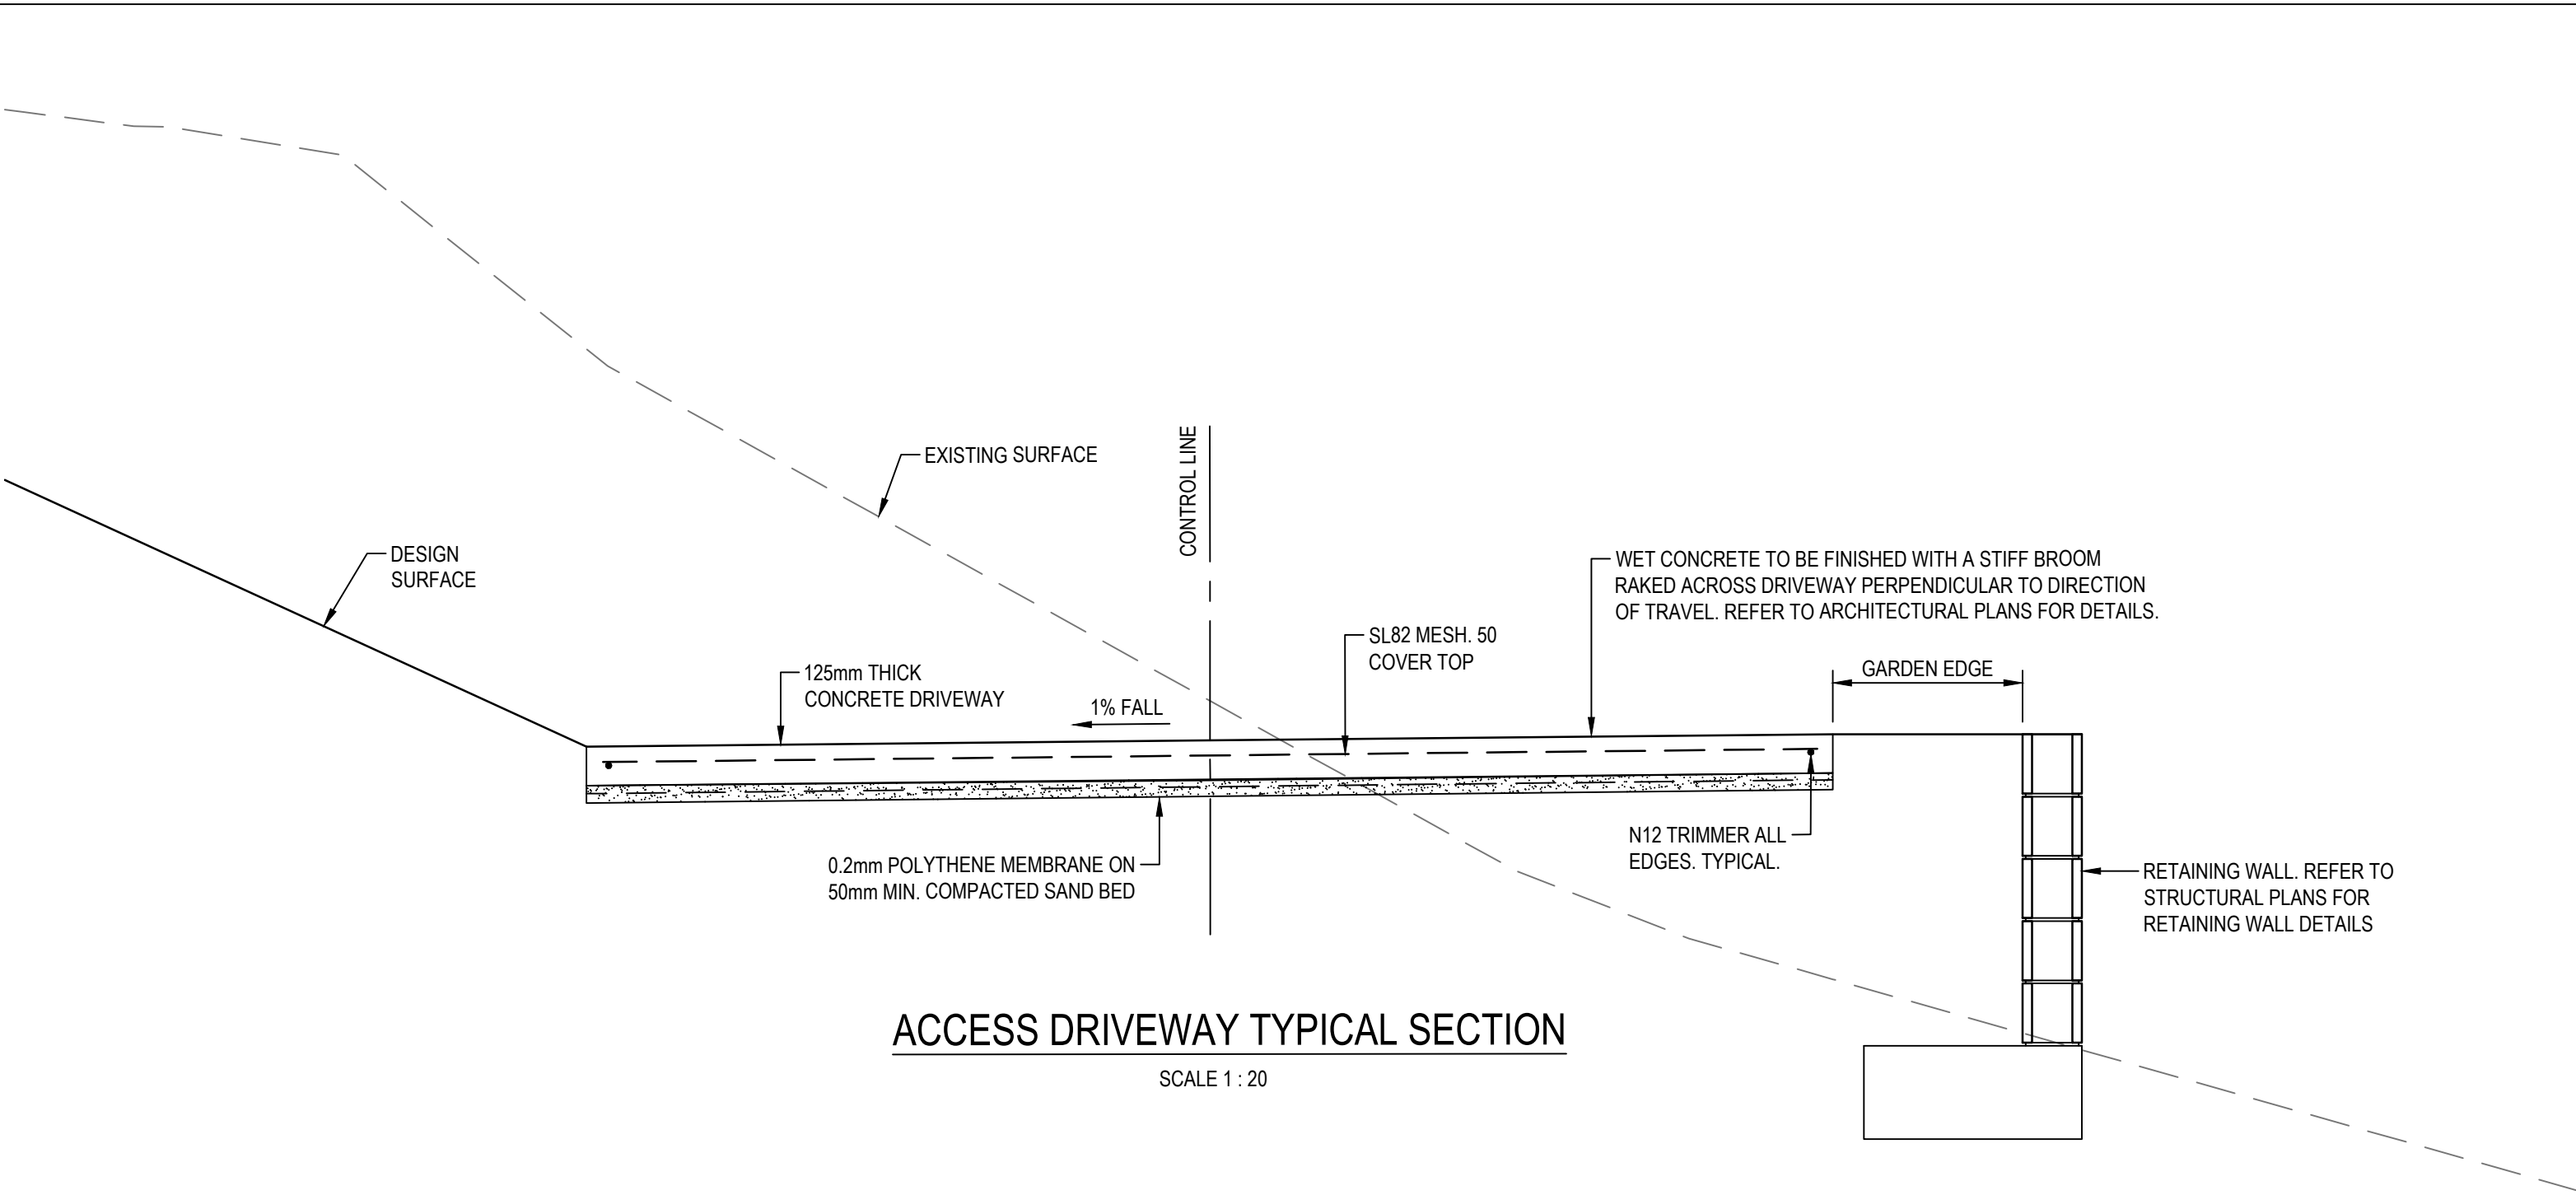 EXISTING SURFACE
CONTROL LINE
DESIGN
SURFACE
WET CONCRETE TO BE FINISHED WITH A STIFF BROOM
RAKED ACROSS DRIVEWAY PERPENDICULAR TO DIRECTION
OF TRAVEL. REFER TO ARCHITECTURAL PLANS FOR DETAILS.
SL82 MESH. 50
COVER TOP
125mm THICK
CONCRETE DRIVEWAY
GARDEN EDGE
1% FALL
N12 TRIMMER ALL
EDGES. TYPICAL.
0.2mm POLYTHENE MEMBRANE ON
50mm MIN. COMPACTED SAND BED
RETAINING WALL. REFER TO
STRUCTURAL PLANS FOR
RETAINING WALL DETAILS
ACCESS DRIVEWAY TYPICAL SECTION
SCALE 1 : 20